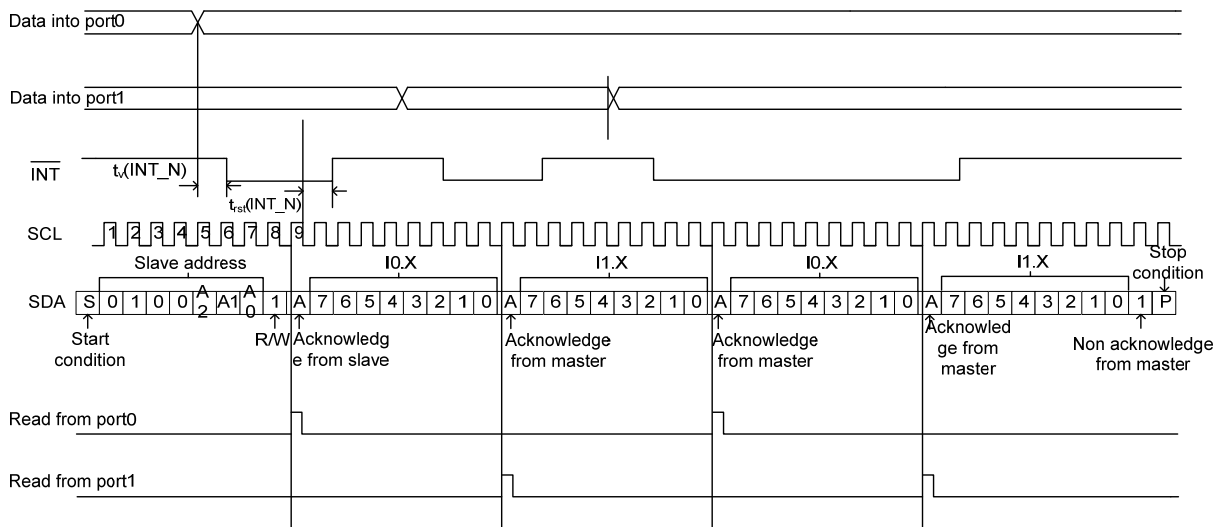 Data into port0
Data into port1
INT
tv(INT_N)
trst(INT_N)
SCL
1 2 3 4 5 6 7 8 9
Slave address
I0.X
I1.X
I0.X
I1.X
Stop
condition
SDA
S 0 1 0 0 A2 A1 A0 1 A 7 6 5 4 3 2 1 0 A 7 6 5 4 3 2 1 0 A 7 6 5 4 3 2 1 0 A 7 6 5 4 3 2 1 0 1 P
Start
condition
R/W
Acknowledg
e from slave
Acknowledge
from master
Acknowledge
from master
Acknowled
ge from
master
Non acknowledge
from master
Read from port0
Read from port1